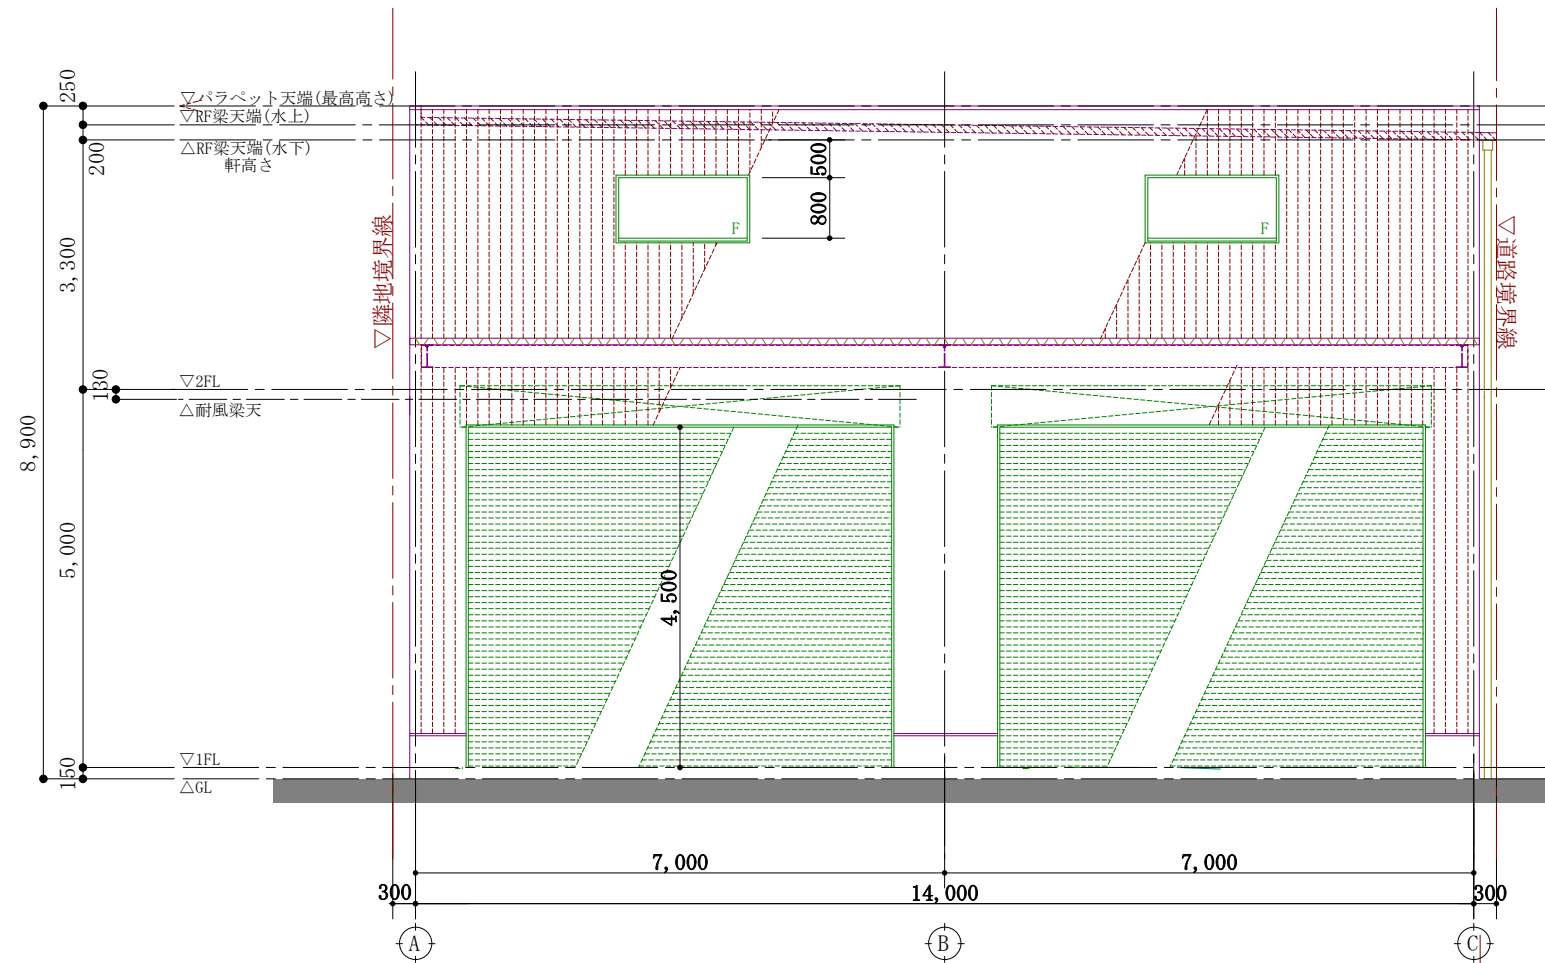 250
▽パラペット天端(最高高さ)
▽RF梁天端(水上)
△RF梁天端(水下)
軒高さ
200
500
800
F
F
3,300
▽隣地境界線
▽道路境界線
130
▽2FL
△耐風梁天
8,900
5,000
4,500
▽1FL
150
△GL
7,000
7,000
300
14,000
300
A
B
C